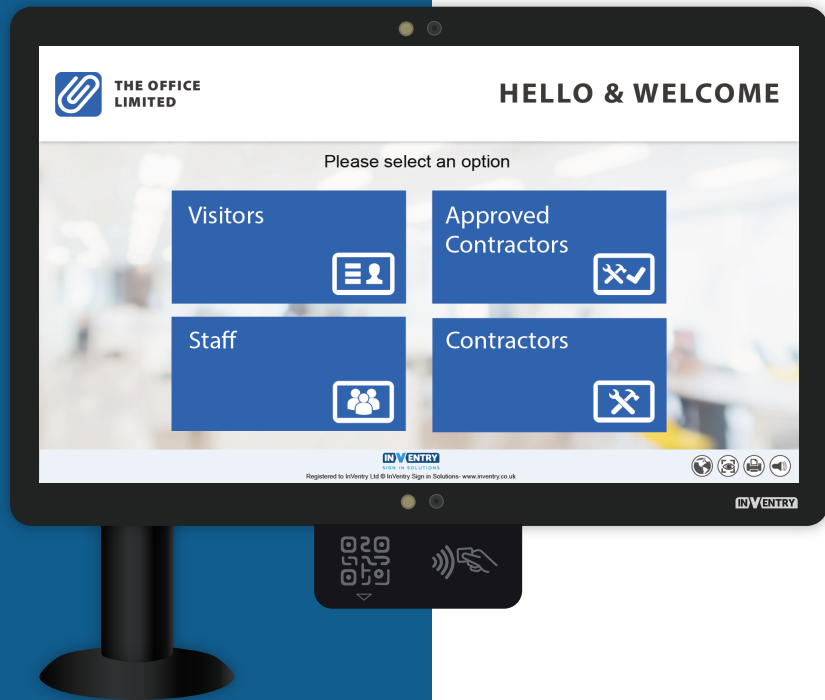 THE OFFICE
LIMITED
HELLO & WELCOME
Please select an option
Visitors
Approved
Contractors
Staff
Contractors
INVENTRY
SIGN IN SOLUTIONS
Registered to InVentry Ltd © InVentry Sign in Solutions- www.inventry.co.uk
INVENTRY